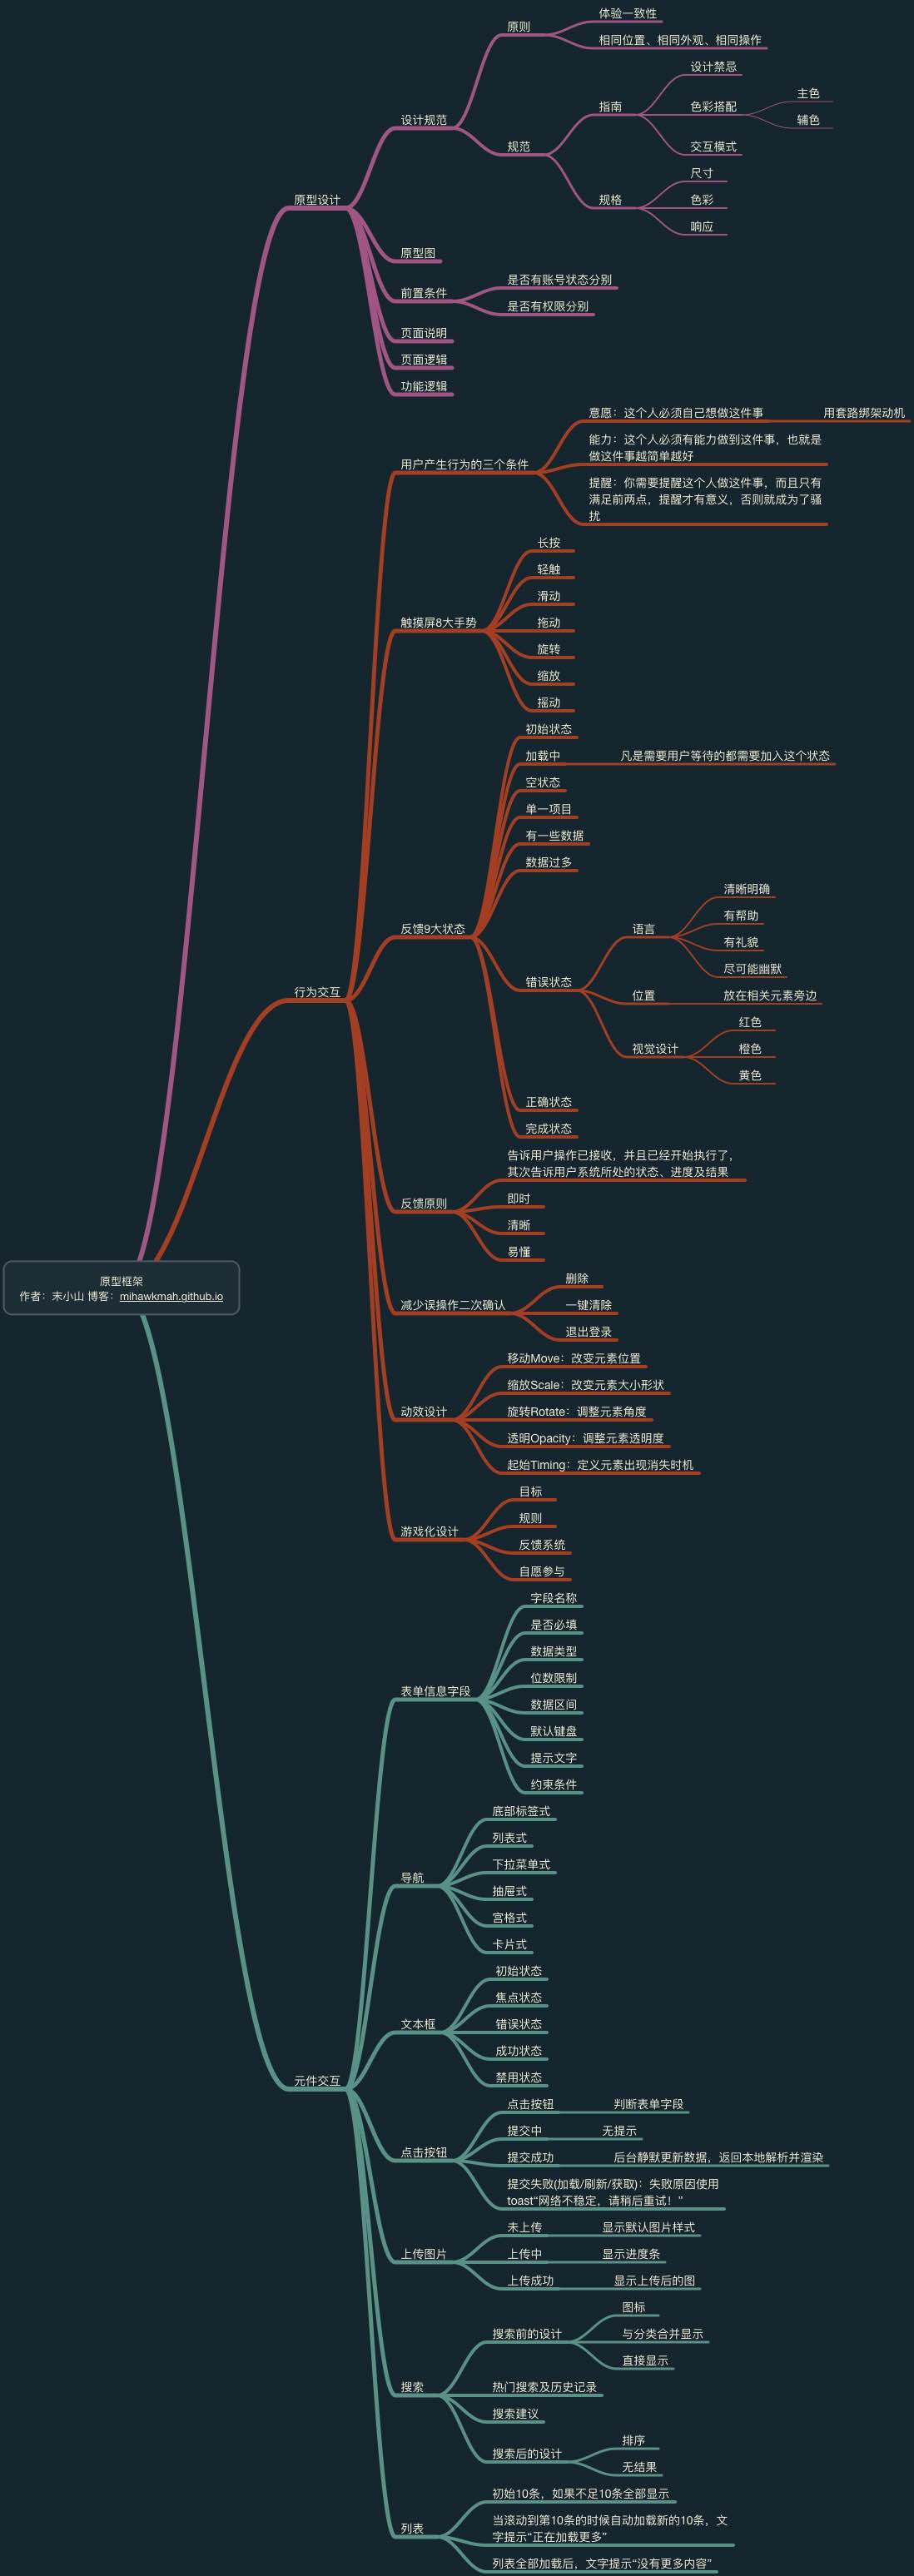 体验一致性
原则
相同位置、相同外观、相同操作
设计禁忌
主色
指南
色彩搭配
设计规范
辅色
规范
交互模式
尺寸
原型设计
规格
色彩
响应
原型图
是否有账号状态分别
前置条件
是否有权限分别
页面说明
页面逻辑
功能逻辑
意愿：这个人必须自己想做这件事
用套路绑架动机
能力：这个人必须有能力做到这件事，也就是
做这件事越简单越好
用户产生行为的三个条件
提醒：你需要提醒这个人做这件事，而且只有
满足前两点，提醒才有意义，否则就成为了骚
扰
长按
轻触
滑动
触摸屏8大手势
拖动
旋转
缩放
摇动
初始状态
加载中
凡是需要用户等待的都需要加入这个状态
空状态
单一项目
有一些数据
数据过多
清晰明确
有帮助
反馈9大状态
语言
有礼貌
尽可能幽默
错误状态
行为交互
位置
放在相关元素旁边
红色
视觉设计
橙色
黄色
正确状态
完成状态
告诉用户操作已接收，并且已经开始执行了，
其次告诉用户系统所处的状态、进度及结果
反馈原则
即时
清晰
易懂
原型框架
作者：末小山 博客：mihawkmah.github.io
删除
减少误操作二次确认
一键清除
退出登录
移动Move：改变元素位置
缩放Scale：改变元素大小形状
动效设计
旋转Rotate：调整元素角度
透明Opacity：调整元素透明度
起始Timing：定义元素出现消失时机
目标
规则
游戏化设计
反馈系统
自愿参与
字段名称
是否必填
数据类型
位数限制
表单信息字段
数据区间
默认键盘
提示文字
约束条件
底部标签式
列表式
下拉菜单式
导航
抽屉式
宫格式
卡片式
初始状态
焦点状态
文本框
错误状态
成功状态
禁用状态
元件交互
点击按钮
判断表单字段
提交中
无提示
点击按钮
提交成功
后台静默更新数据，返回本地解析并渲染
提交失败(加载/刷新/获取)：失败原因使用
toast“网络不稳定，请稍后重试！”
未上传
显示默认图片样式
上传图片
上传中
显示进度条
上传成功
显示上传后的图
图标
搜索前的设计
与分类合并显示
直接显示
搜索
热门搜索及历史记录
搜索建议
排序
搜索后的设计
无结果
初始10条，如果不足10条全部显示
当滚动到第10条的时候自动加载新的10条，文
字提示“正在加载更多”
列表
列表全部加载后，文字提示“没有更多内容”